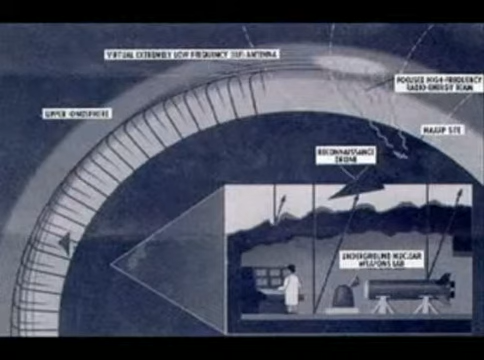 VIRTUAL EXTREMELY LOW FREQUENCY (ELF) ANTENNA
FOCUSED HIGH-FREQUENCY
RADIO-ENERGY BEAM
UPPER IONOSPHERE
HAARP SITE
RECONNAISSANCE
DRONE
UNDERGROUND NUCLEAR
WEAPONS LAB